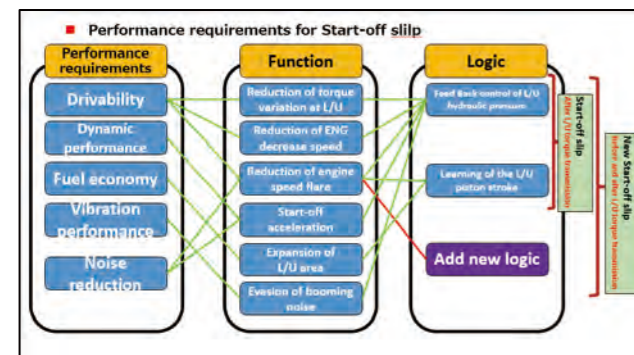 Performance requirements for Start-off slilp
Performance
requirements
Drivability
Dynamic
performance
Fuel economy
Vibration
performance
Noise
reduction
Function
Reduction of torque
variation at L/U
Reduction of ENG
decrease speed
Reduction of engine
speed flare
Start-off
acceleration
Expansion of
L/U area
Evasion of booming
noise
Logic
Feed Back control of L/U
hydraulic pressure
Learning of the L/U
piston stroke
Add new logic
Start-off slip
After L/U torque transmission
New Start-off slip
Before and after L/U torque transmission